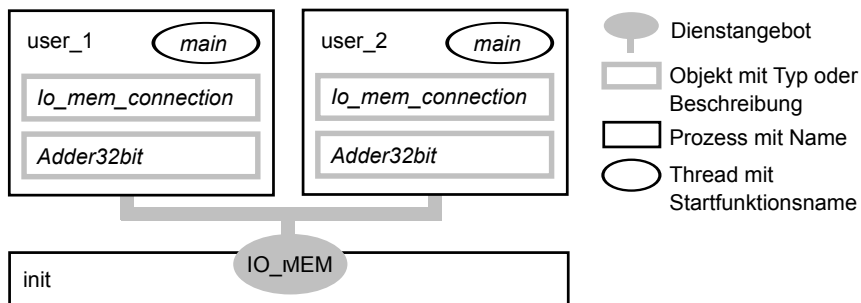 user_1
main
Io_mem_connection
Adder32bit
user_2
main
Io_mem_connection
Adder32bit
IO_MEM
init
Dienstangebot
Objekt mit Typ oder
Beschreibung
Prozess mit Name
Thread mit
Startfunktionsname